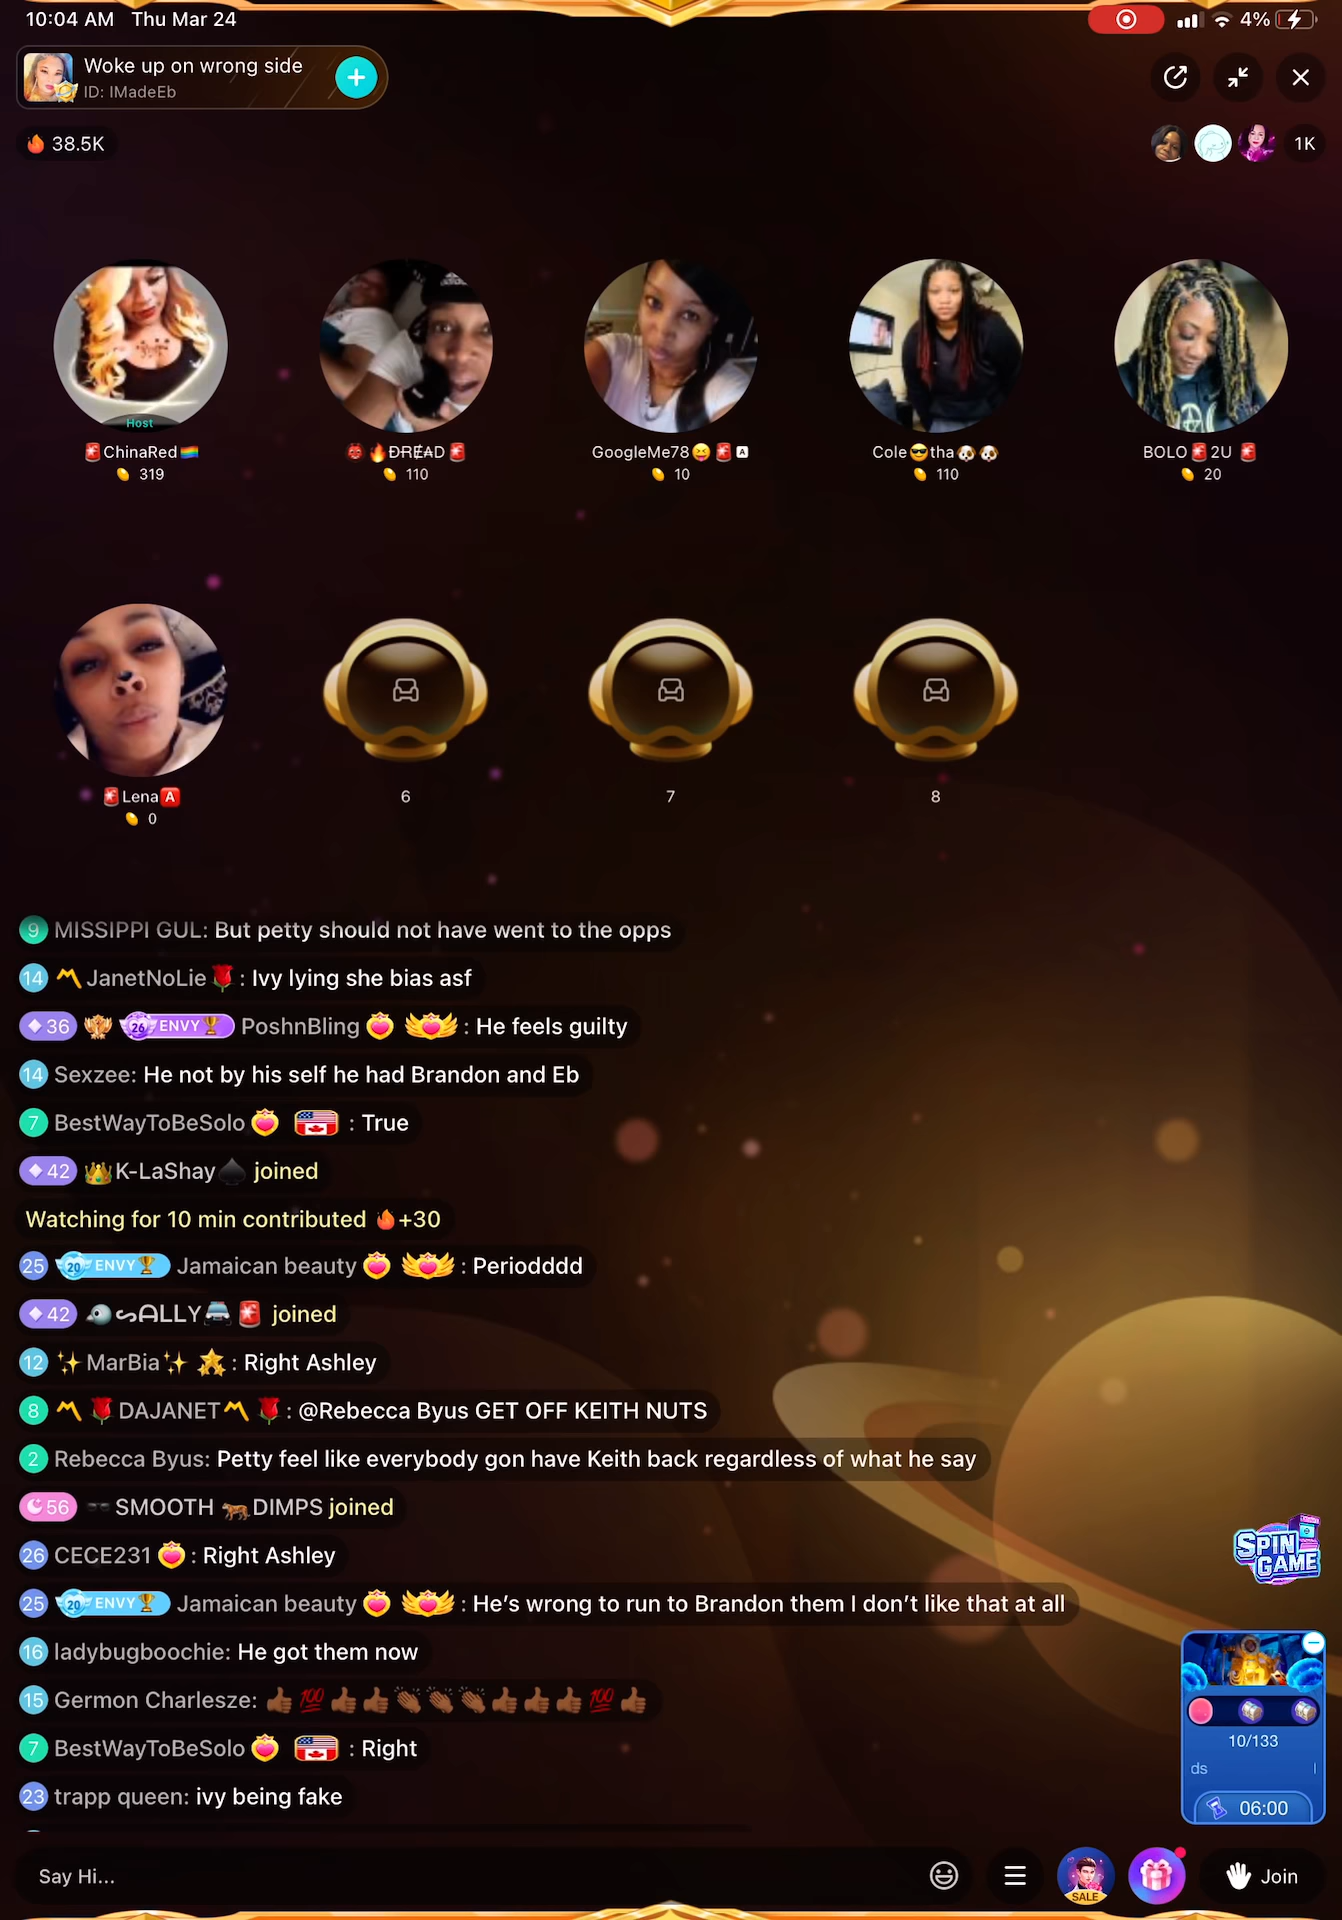 10:04 AM Thu Mar 24
4%
Woke up on wrong side
ID: IMadeEb
38.5K
1K
Host
ChinaRed
319
DREAD
110
GoogleMe78 A
10
Cole tha
110
BOLO 2U
20
Lena A
0
6
7
8
9 MISSIPPI GUL: But petty should not have went to the opps
14 JanetNoLie : Ivy lying she bias asf
36 26 ENVY PoshnBling : He feels guilty
14 Sexzee: He not by his self he had Brandon and Eb
7 BestWayToBeSolo : True
42 K-LaShay joined
Watching for 10 min contributed +30
25 20 ENVY Jamaican beauty : Periodddd
42 ᔕᗩLLY joined
12 MarBia : Right Ashley
8 DAJANET : @Rebecca Byus GET OFF KEITH NUTS
2 Rebecca Byus: Petty feel like everybody gon have Keith back regardless of what he say
56 SMOOTH DIMPS joined
26 CECE231 : Right Ashley
25 20 ENVY Jamaican beauty : He's wrong to run to Brandon them I don't like that at all
16 ladybugboochie: He got them now
15 Germon Charlesze: 👍🏾💯👍🏾👍🏾👏🏾👏🏾👏🏾👍🏾👍🏾👍🏾💯👍🏾
7 BestWayToBeSolo : Right
23 trapp queen: ivy being fake
SPIN
GAME
10/133
ds
06:00
Say Hi...
SALE
Join